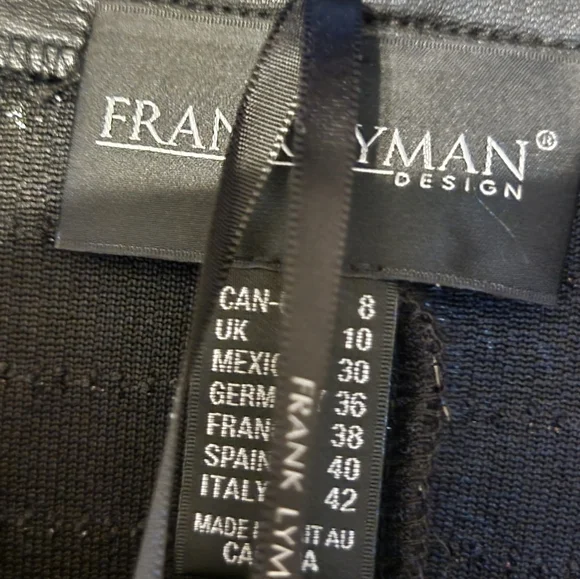 FRAN YMAN®
DESIGN
CAN- 8
UK 10
MEXIC 30
GERM Y 36
FRAN 38
SPAIN 40
ITALY 42
MADE IT AU
CA A
FRANK LYM